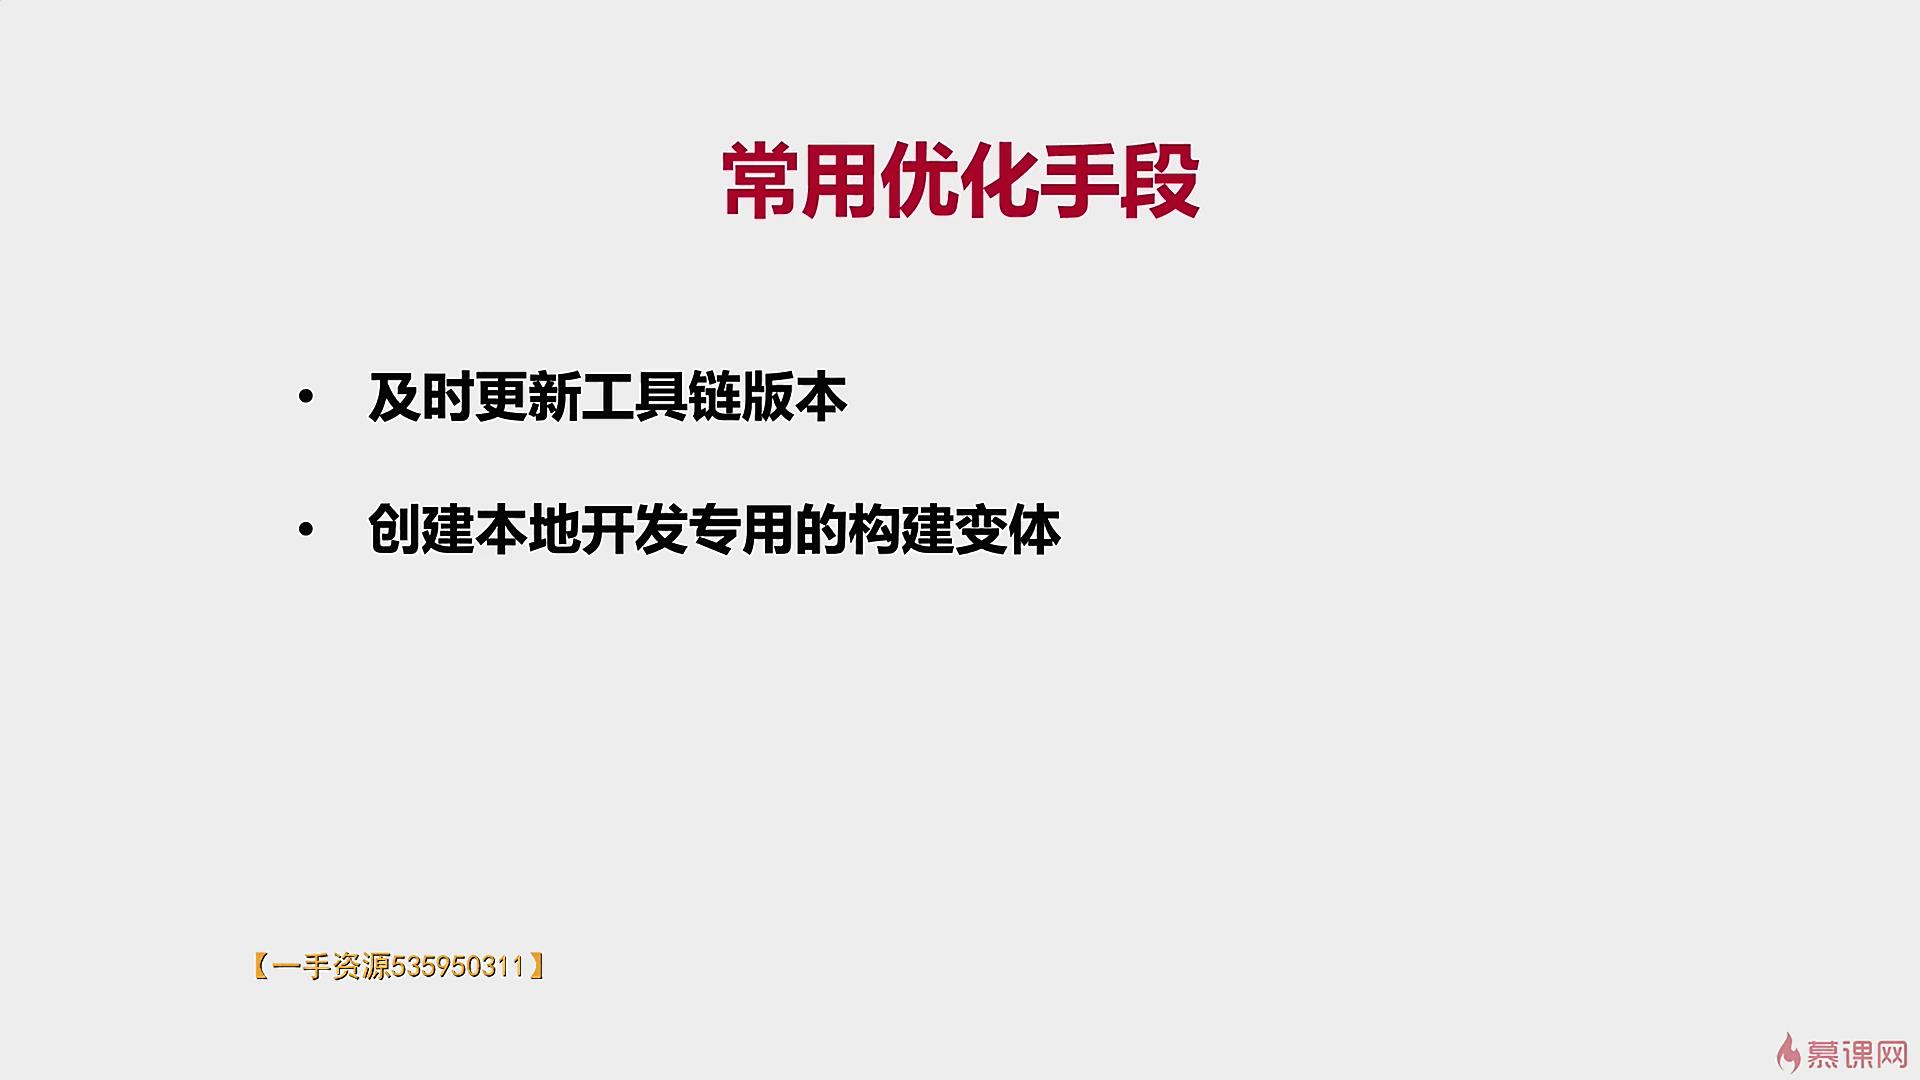 常用优化手段
• 及时更新工具链版本
• 创建本地开发专用的构建变体
【一手资源535950311】
慕课网